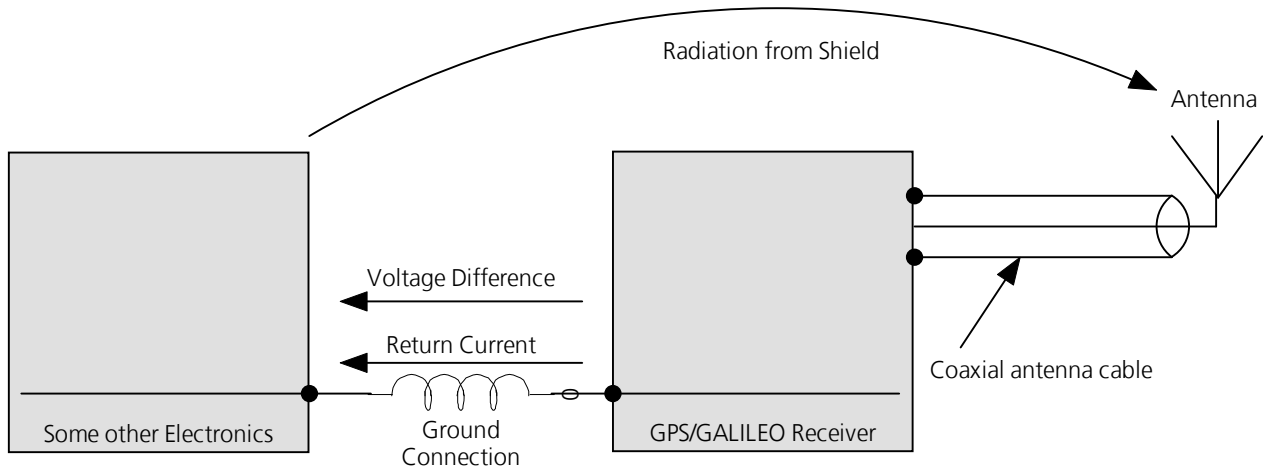 Radiation from Shield
Antenna
Voltage Difference
Return Current
Coaxial antenna cable
Some other Electronics
Ground
Connection
GPS/GALILEO Receiver